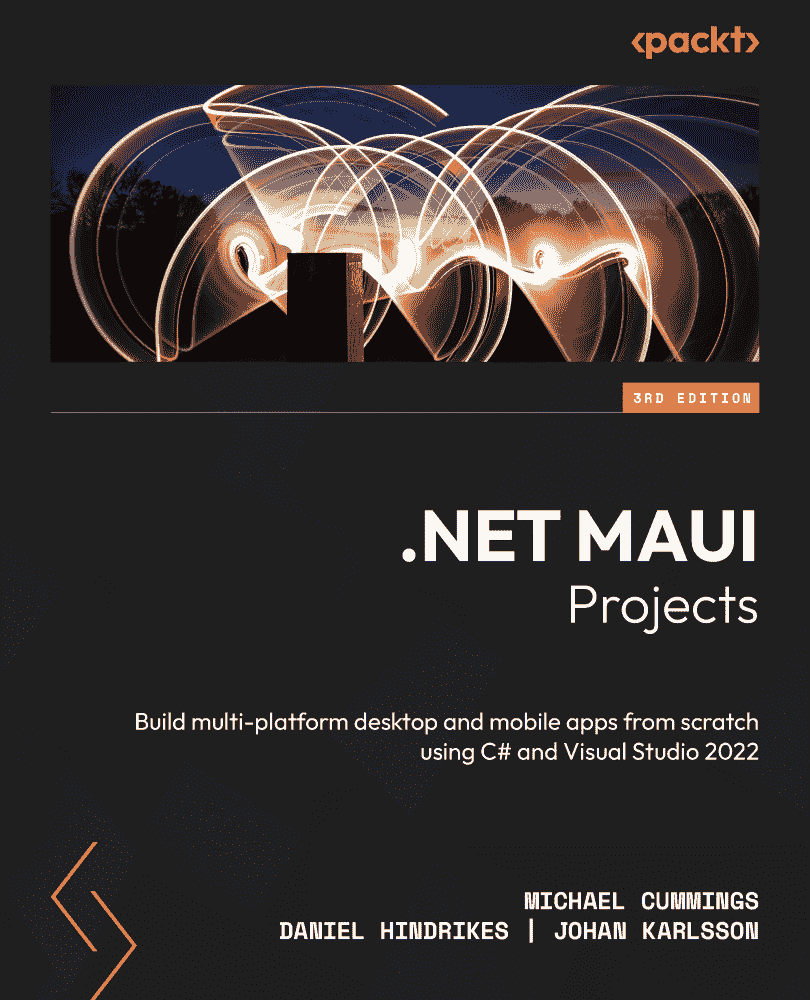 <packt>
3RD EDITION
.NET MAUI
Projects
Build multi-platform desktop and mobile apps from scratch
using C# and Visual Studio 2022
MICHAEL CUMMINGS
DANIEL HINDRIKES | JOHAN KARLSSON